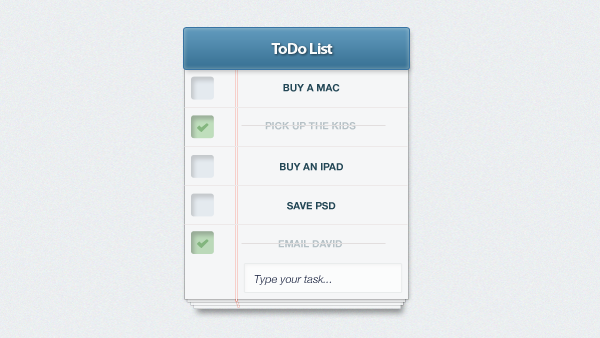 ToDo List
BUY A MAC
PICK UP THE KIDS
BUY AN IPAD
SAVE PSD
EMAIL DAVID
Type your task...